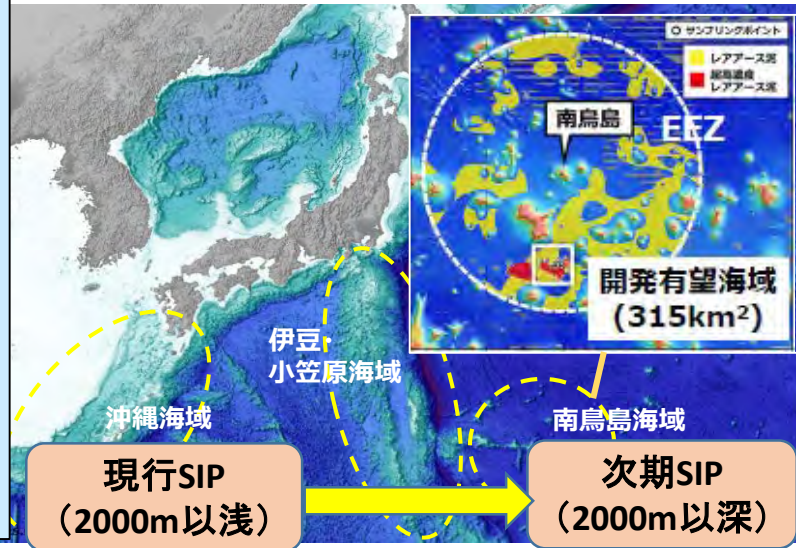 サンプリングポイント
レアアース泥
超高濃度
レアアース泥
南鳥島
EEZ
開発有望海域
(315km²)
伊豆・
小笠原海域
沖縄海域
南鳥島海域
現行SIP
（2000m以浅）
次期SIP
（2000m以深）